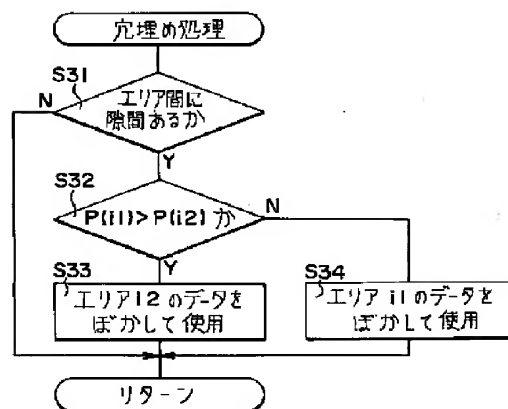 穴埋め処理
S31
N
エリア間に
隙間あるか
Y
S32
P(i1)>P(i2)か
N
Y
S33
エリアi2のデータを
ぼかして使用
S34
エリアi1のデータを
ぼかして使用
リターン